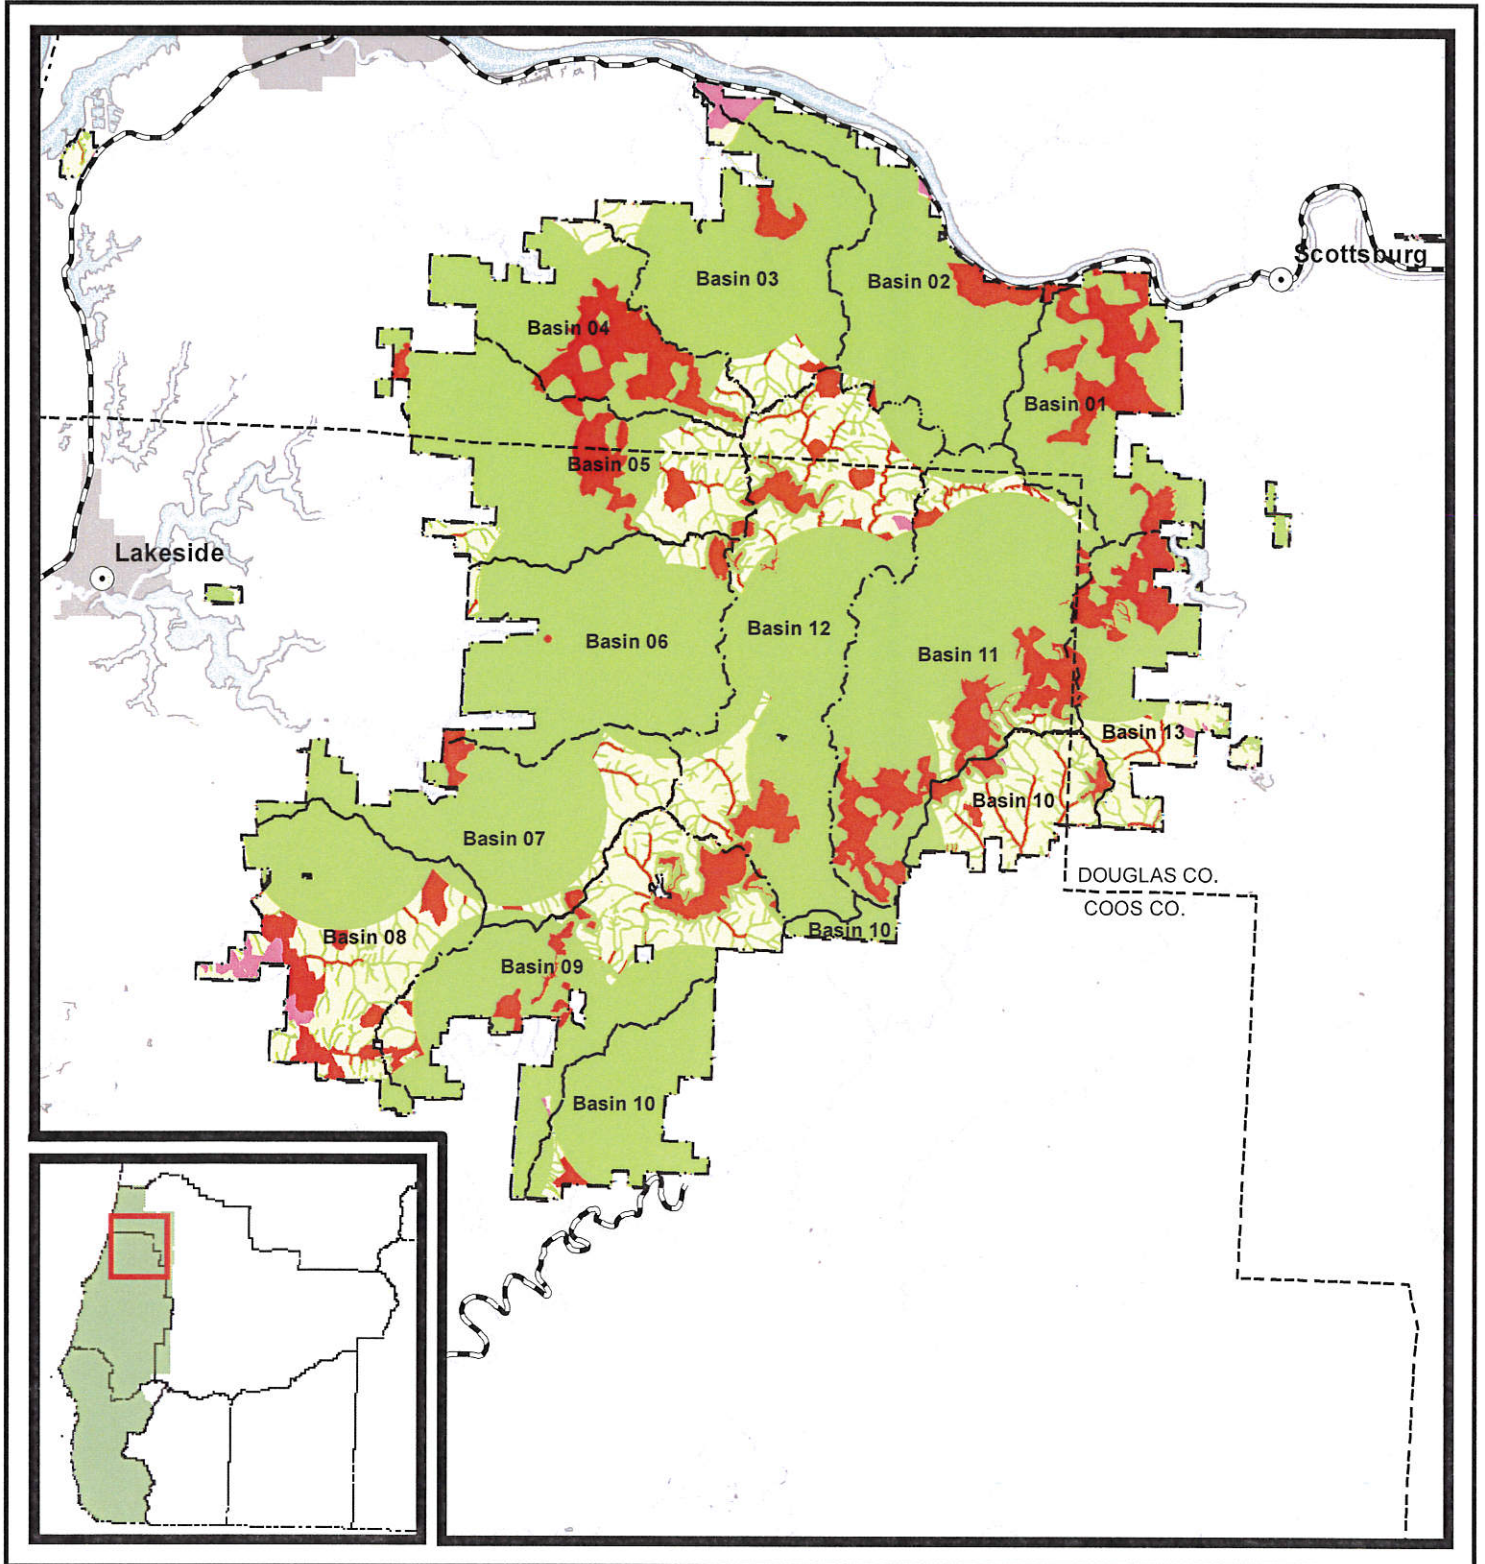 Scottsburg
Basin 03
Basin 02
Basin 04
Basin 01
Basin 05
Lakeside
Basin 12
Basin 06
Basin 11
Basin 13
Basin 10
Basin 07
DOUGLAS CO.
COOS CO.
Basin 08
Basin 10
Basin 09
Basin 10